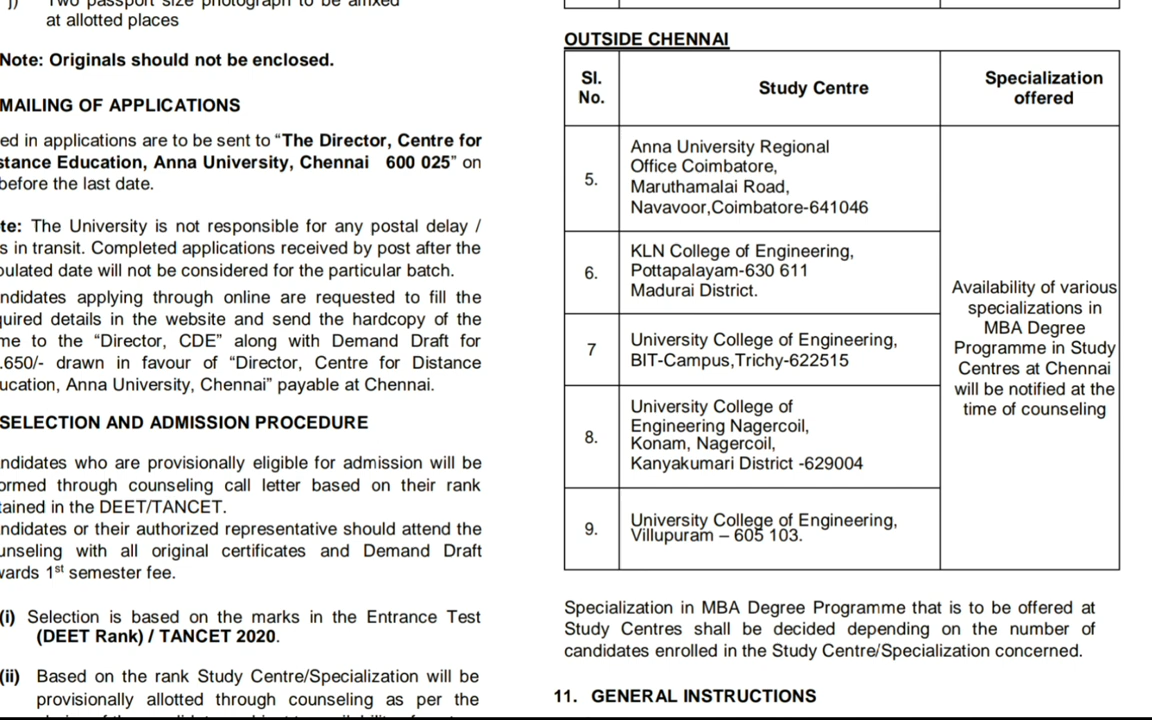 j) Two passport size photograph to be affixed
at allotted places
Note: Originals should not be enclosed.
MAILING OF APPLICATIONS
ed in applications are to be sent to “The Director, Centre for
stance Education, Anna University, Chennai 600 025” on
before the last date.
te: The University is not responsible for any postal delay /
s in transit. Completed applications received by post after the
pulated date will not be considered for the particular batch.
ndidates applying through online are requested to fill the
quired details in the website and send the hardcopy of the
me to the “Director, CDE” along with Demand Draft for
.650/- drawn in favour of “Director, Centre for Distance
ucation, Anna University, Chennai” payable at Chennai.
SELECTION AND ADMISSION PROCEDURE
ndidates who are provisionally eligible for admission will be
ormed through counseling call letter based on their rank
tained in the DEET/TANCET.
ndidates or their authorized representative should attend the
unseling with all original certificates and Demand Draft
wards 1st semester fee.
(i) Selection is based on the marks in the Entrance Test
(DEET Rank) / TANCET 2020.
(ii) Based on the rank Study Centre/Specialization will be
provisionally allotted through counseling as per the
OUTSIDE CHENNAI
Sl.
No.
Study Centre
Specialization
offered
5.
Anna University Regional
Office Coimbatore,
Maruthamalai Road,
Navavoor,Coimbatore-641046
6.
KLN College of Engineering,
Pottapalayam-630 611
Madurai District.
7
University College of Engineering,
BIT-Campus,Trichy-622515
8.
University College of
Engineering Nagercoil,
Konam, Nagercoil,
Kanyakumari District -629004
9.
University College of Engineering,
Villupuram – 605 103.
Availability of various
specializations in
MBA Degree
Programme in Study
Centres at Chennai
will be notified at the
time of counseling
Specialization in MBA Degree Programme that is to be offered at
Study Centres shall be decided depending on the number of
candidates enrolled in the Study Centre/Specialization concerned.
11. GENERAL INSTRUCTIONS